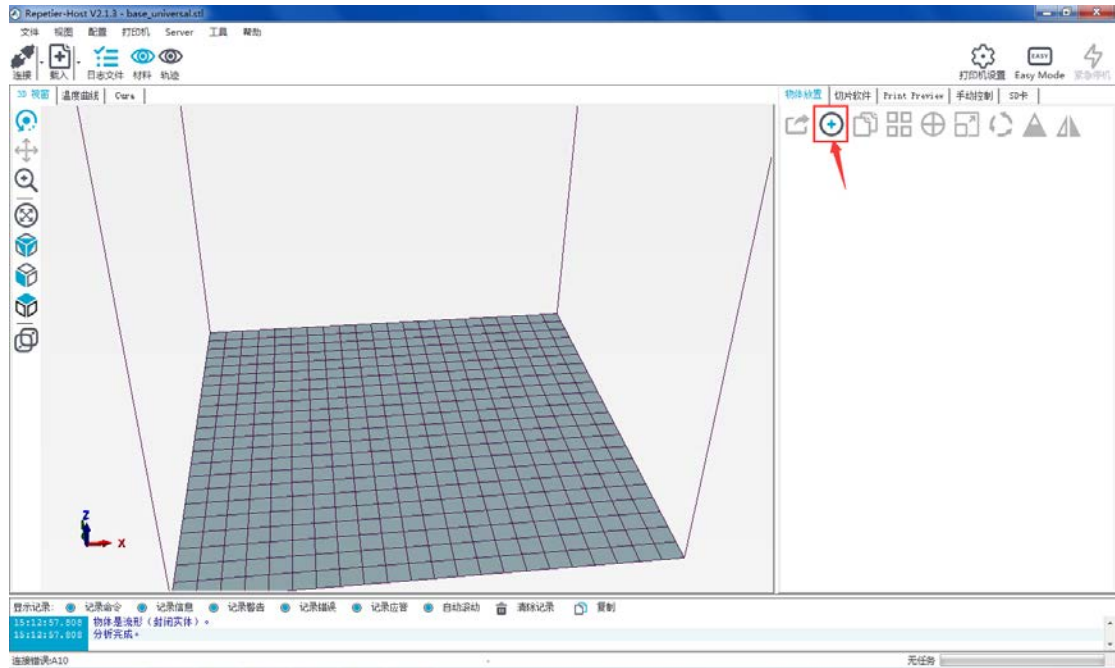 Repetier-Host V2.1.3 - base_universal.stl
文件 视图 配置 打印机 Server 工具 帮助
连接 载入 日志文件 材料 轨迹 打印机设置 Easy Mode 紧急停机
EASY
3D 视窗 温度曲线 Cura 物体放置 切片软件 Print Preview 手动控制 SD卡
Z
X
显示记录: 记录命令 记录信息 记录警告 记录错误 记录应答 自动滚动 清除记录 复制
15:12:57.808 物体是流形（封闭实体）。
15:12:57.808 分析完成。
连接错误:A10 - 无任务